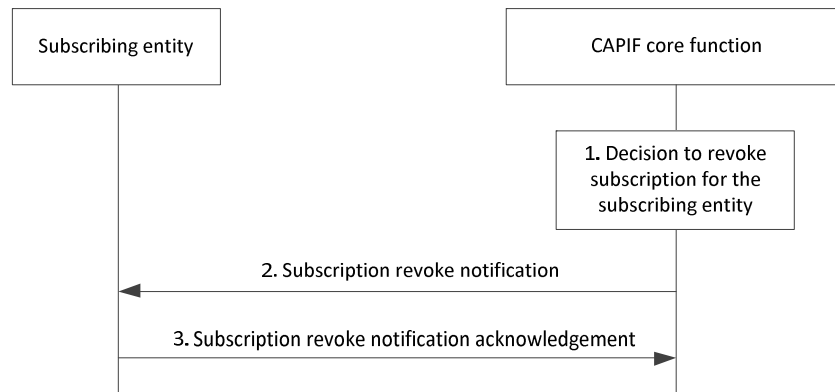 Subscribing entity
CAPIF core function
1. Decision to revoke
subscription for the
subscribing entity
2. Subscription revoke notification
3. Subscription revoke notification acknowledgement